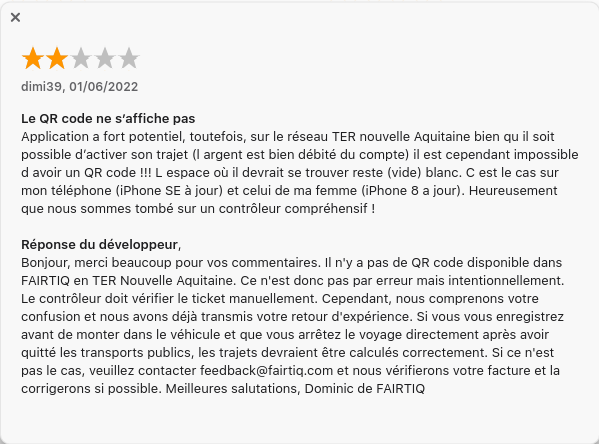 ×
dimi39, 01/06/2022
Le QR code ne s’affiche pas
Application a fort potentiel, toutefois, sur le réseau TER nouvelle Aquitaine bien qu il soit
possible d’activer son trajet (l argent est bien débité du compte) il est cependant impossible
d avoir un QR code !!! L espace où il devrait se trouver reste (vide) blanc. C est le cas sur
mon téléphone (iPhone SE à jour) et celui de ma femme (iPhone 8 a jour). Heureusement
que nous sommes tombé sur un contrôleur compréhensif !
Réponse du développeur,
Bonjour, merci beaucoup pour vos commentaires. Il n'y a pas de QR code disponible dans
FAIRTIQ en TER Nouvelle Aquitaine. Ce n'est donc pas par erreur mais intentionnellement.
Le contrôleur doit vérifier le ticket manuellement. Cependant, nous comprenons votre
confusion et nous avons déjà transmis votre retour d'expérience. Si vous vous enregistrez
avant de monter dans le véhicule et que vous arrêtez le voyage directement après avoir
quitté les transports publics, les trajets devraient être calculés correctement. Si ce n'est
pas le cas, veuillez contacter feedback@fairtiq.com et nous vérifierons votre facture et la
corrigerons si possible. Meilleures salutations, Dominic de FAIRTIQ